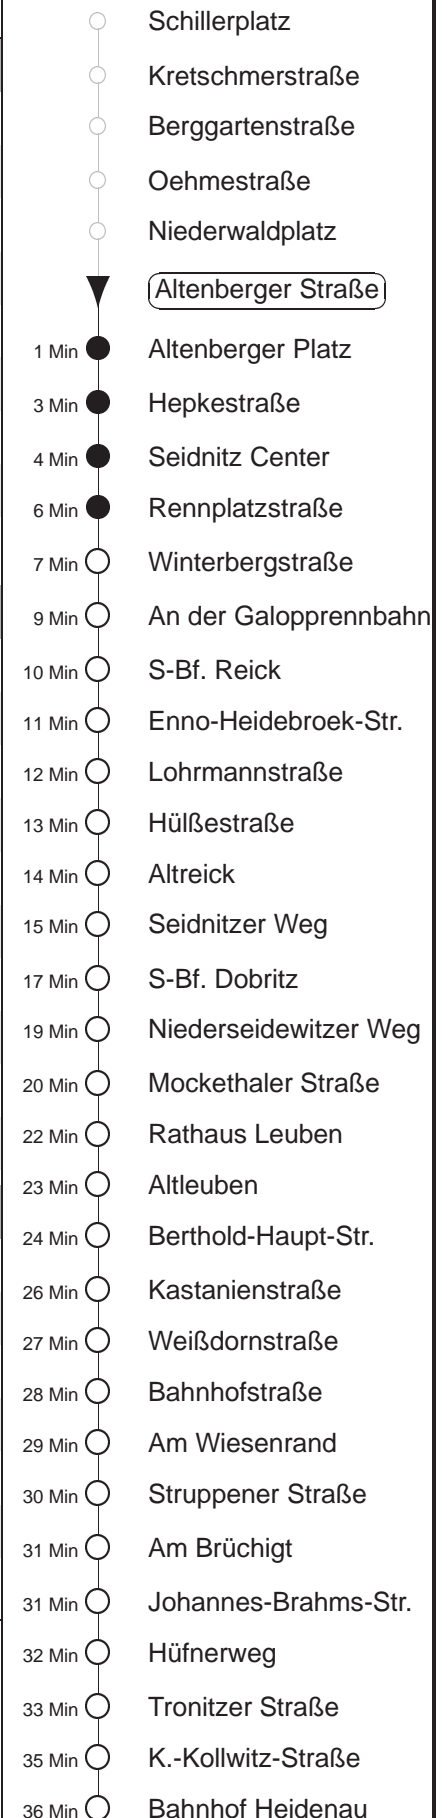 Schillerplatz
Kretschmerstraße
Berggartenstraße
Oehmestraße
Niederwaldplatz
Altenberger Straße
1 Min Altenberger Platz
3 Min Hepkestraße
4 Min Seidnitz Center
6 Min Rennplatzstraße
7 Min Winterbergstraße
9 Min An der Galopprennbahn
10 Min S-Bf. Reick
11 Min Enno-Heidebroek-Str.
12 Min Lohrmannstraße
13 Min Hülßestraße
14 Min Altreick
15 Min Seidnitzer Weg
17 Min S-Bf. Dobritz
19 Min Niederseidewitzer Weg
20 Min Mockethaler Straße
22 Min Rathaus Leuben
23 Min Altleuben
24 Min Berthold-Haupt-Str.
26 Min Kastanienstraße
27 Min Weißdornstraße
28 Min Bahnhofstraße
29 Min Am Wiesenrand
30 Min Struppener Straße
31 Min Am Brüchigt
31 Min Johannes-Brahms-Str.
32 Min Hüfnerweg
33 Min Tronitzer Straße
35 Min K.-Kollwitz-Straße
36 Min Bahnhof Heidenau